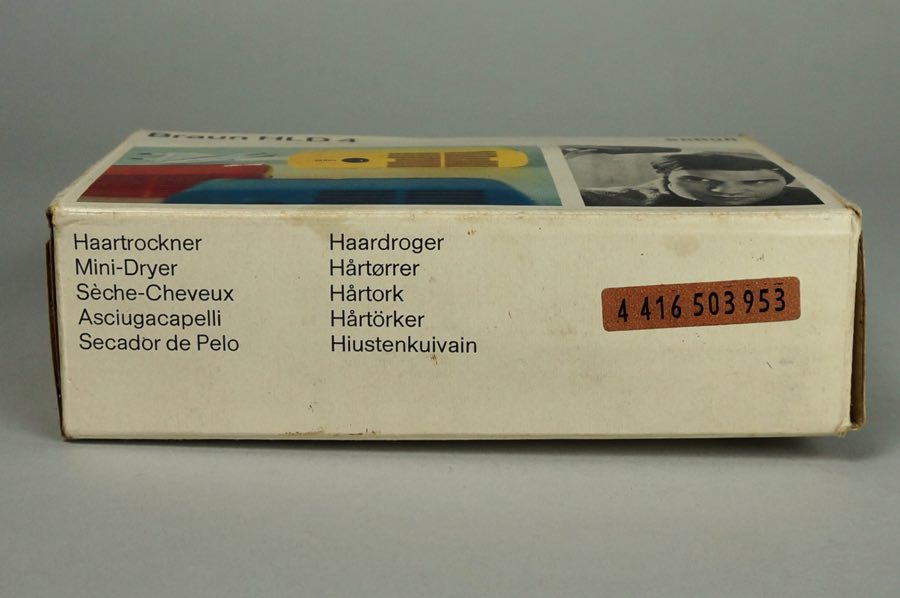 Braun HLD 4
BRAUN
Haartrockner
Mini-Dryer
Sèche-Cheveux
Asciugacapelli
Secador de Pelo
Haardroger
Hårtørrer
Hårtork
Hårtörker
Hiustenkuivain
4 416 503 953